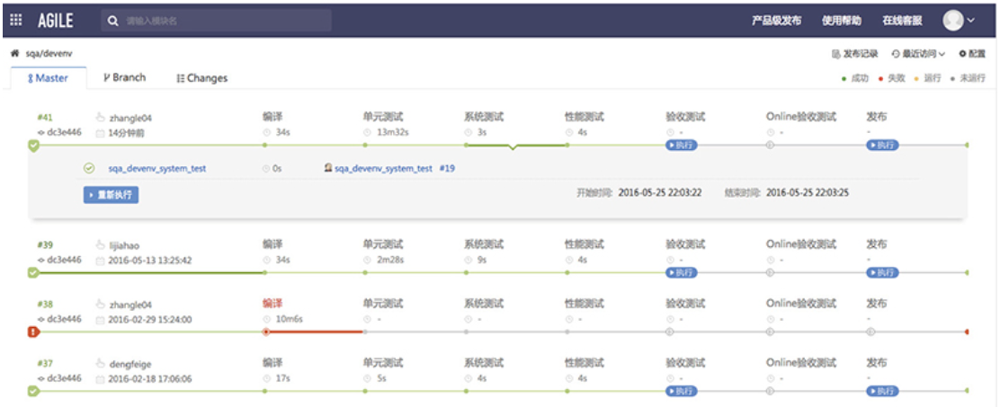 AGILE 请输入模块名 产品级发布 使用帮助 在线客服
sqa/devenv 发布记录 最近访问 配置
Master Branch Changes 成功 失败 运行 未运行
#41 zhangle04 编译 单元测试 系统测试 性能测试 验收测试 Online验收测试 发布
dc3e446 14分钟前 34s 13m32s 3s 4s - - -
执行 执行
sqa_devenv_system_test 0s sqa_devenv_system_test #19
重新执行 开始时间: 2016-05-25 22:03:22 结束时间: 2016-05-25 22:03:25
#39 lijiahao 编译 单元测试 系统测试 性能测试 验收测试 Online验收测试 发布
dc3e446 2016-05-13 13:25:42 34s 2m28s 9s 4s - - -
执行 执行
#38 zhangle04 编译 单元测试 系统测试 性能测试 验收测试 Online验收测试 发布
dc3e446 2016-02-29 15:24:00 10m6s - - - - - -
#37 dengfeige 编译 单元测试 系统测试 性能测试 验收测试 Online验收测试 发布
dc3e446 2016-02-18 17:06:06 17s 5s 4s 4s - - -
执行 执行